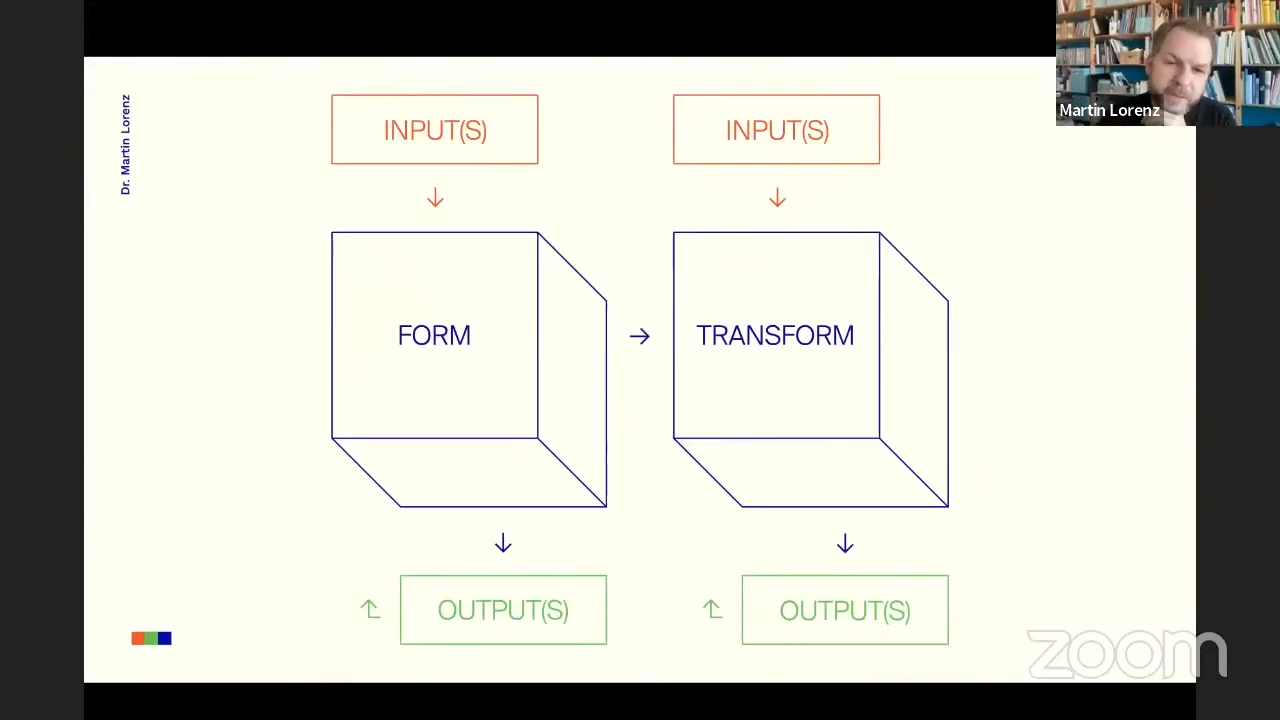 Dr. Martin Lorenz
INPUT(S)
INPUT(S)
Martin Lorenz
FORM
TRANSFORM
OUTPUT(S)
OUTPUT(S)
zoom